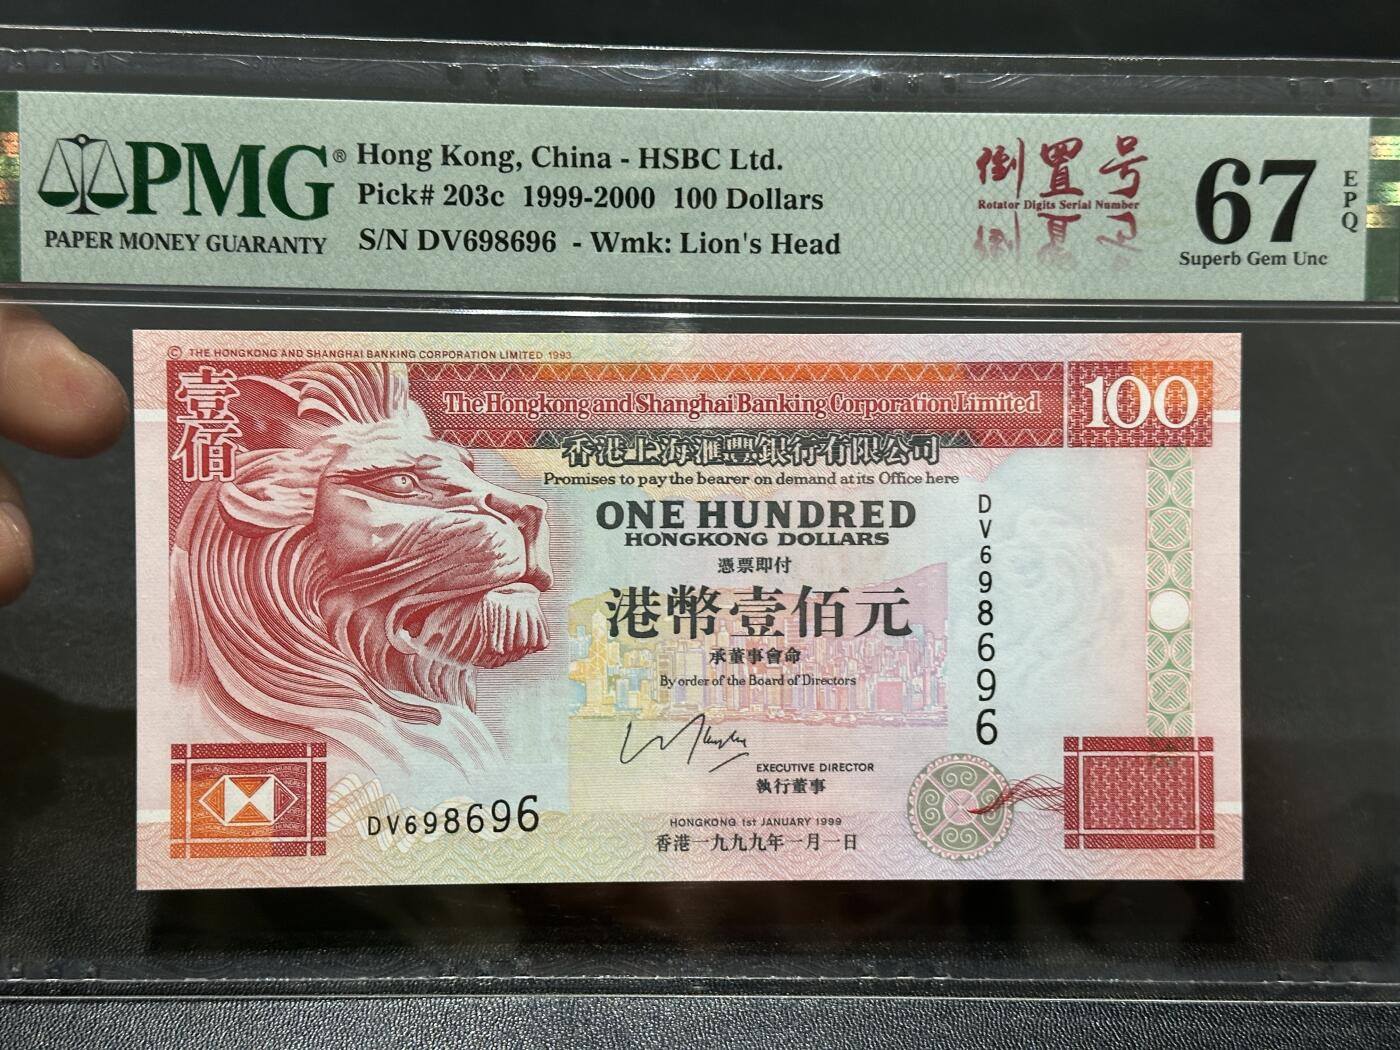 PMG®
PAPER MONEY GUARANTY
Hong Kong, China - HSBC Ltd.
Pick# 203c 1999-2000 100 Dollars
S/N DV698696 - Wmk: Lion's Head
倒置号
Rotator Digits Serial Number
67
EPQ
Superb Gem Unc
© THE HONGKONG AND SHANGHAI BANKING CORPORATION LIMITED 1993
壹佰
The Hongkong and Shanghai Banking Corporation Limited
100
香港上海滙豐銀行有限公司
Promises to pay the bearer on demand at its Office here
ONE HUNDRED
HONGKONG DOLLARS
憑票即付
港幣壹佰元
承董事會命
By order of the Board of Directors
DV698696
EXECUTIVE DIRECTOR
執行董事
DV698696
HONGKONG 1st JANUARY 1999
香港一九九九年一月一日